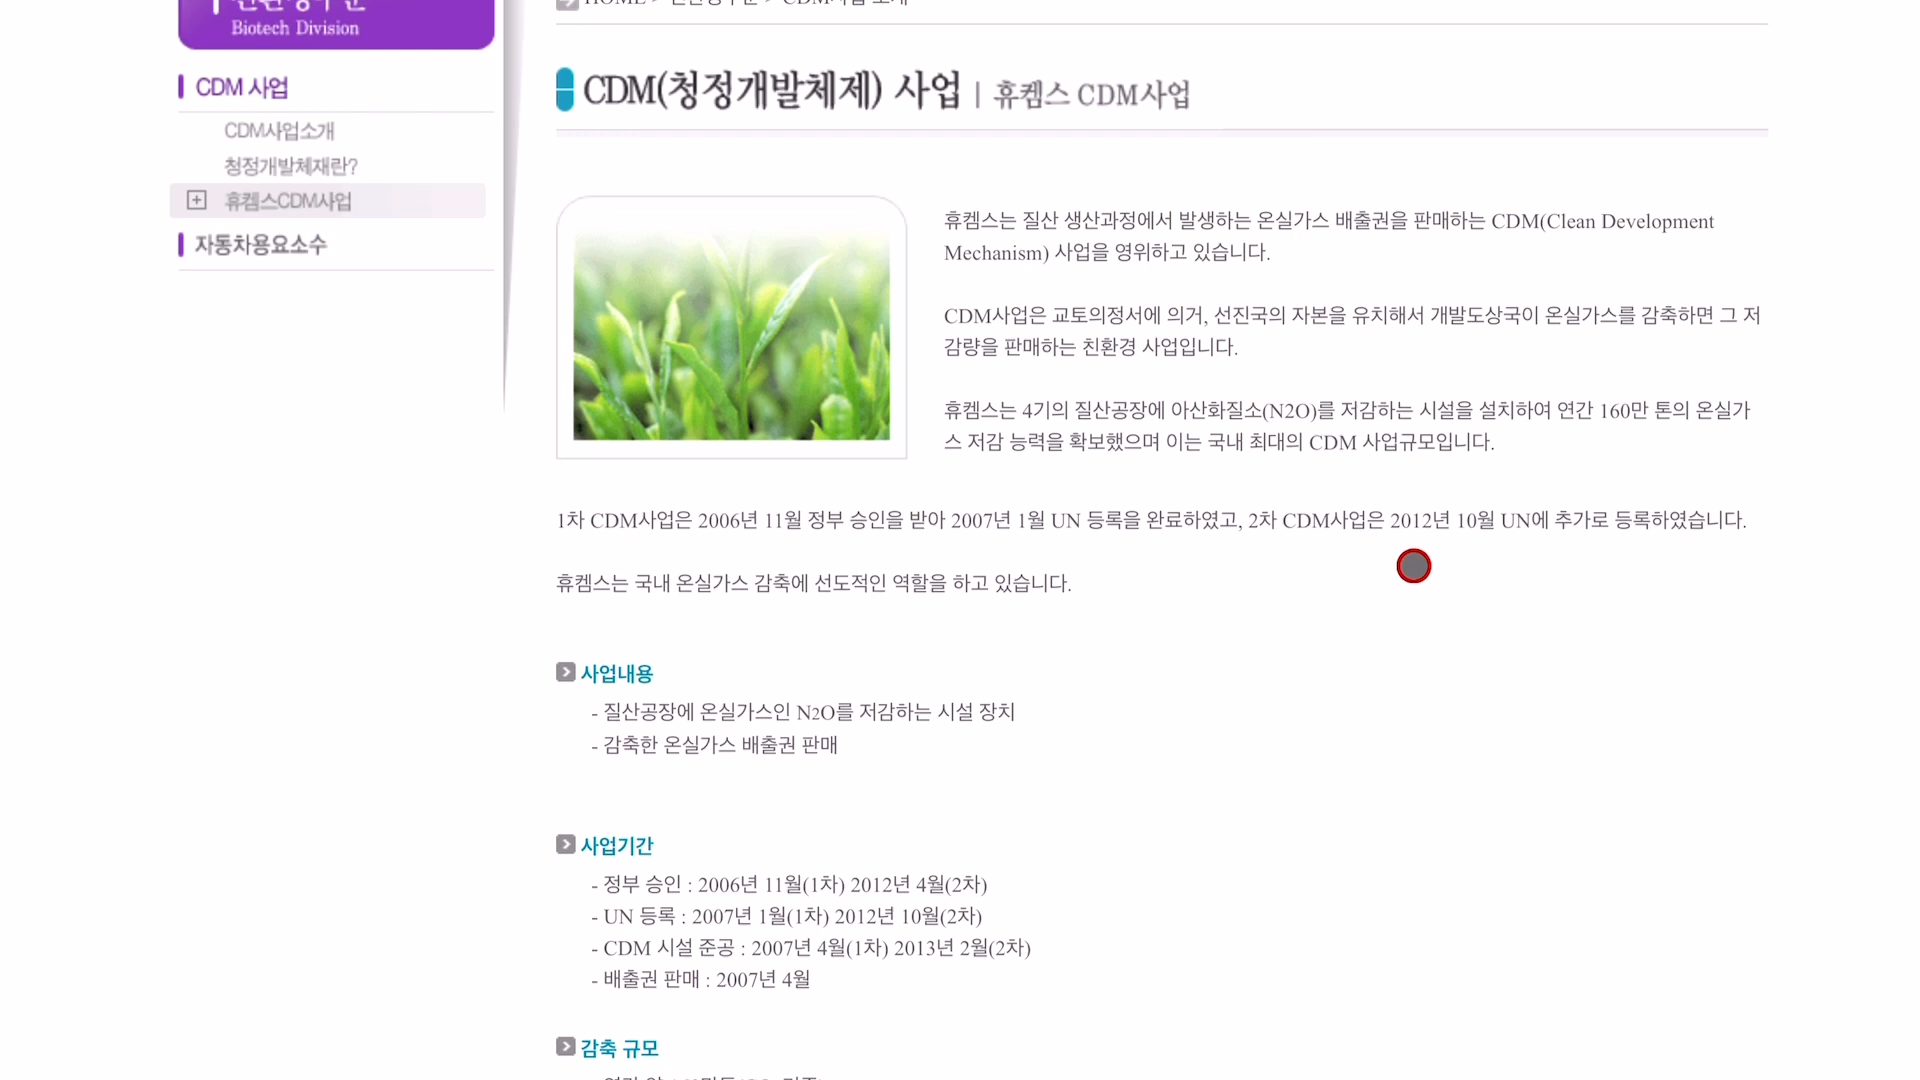 Biotech Division
CDM 사업
CDM사업소개
청정개발체재란?
휴켐스CDM사업
자동차용요소수
CDM(청정개발체제) 사업 | 휴켐스 CDM사업
휴켐스는 질산 생산과정에서 발생하는 온실가스 배출권을 판매하는 CDM(Clean Development
Mechanism) 사업을 영위하고 있습니다.
CDM사업은 교토의정서에 의거, 선진국의 자본을 유치해서 개발도상국이 온실가스를 감축하면 그 저
감량을 판매하는 친환경 사업입니다.
휴켐스는 4기의 질산공장에 아산화질소(N2O)를 저감하는 시설을 설치하여 연간 160만 톤의 온실가
스 저감 능력을 확보했으며 이는 국내 최대의 CDM 사업규모입니다.
1차 CDM사업은 2006년 11월 정부 승인을 받아 2007년 1월 UN 등록을 완료하였고, 2차 CDM사업은 2012년 10월 UN에 추가로 등록하였습니다.
휴켐스는 국내 온실가스 감축에 선도적인 역할을 하고 있습니다.
사업내용
- 질산공장에 온실가스인 N2O를 저감하는 시설 장치
- 감축한 온실가스 배출권 판매
사업기간
- 정부 승인 : 2006년 11월(1차) 2012년 4월(2차)
- UN 등록 : 2007년 1월(1차) 2012년 10월(2차)
- CDM 시설 준공 : 2007년 4월(1차) 2013년 2월(2차)
- 배출권 판매 : 2007년 4월
감축 규모